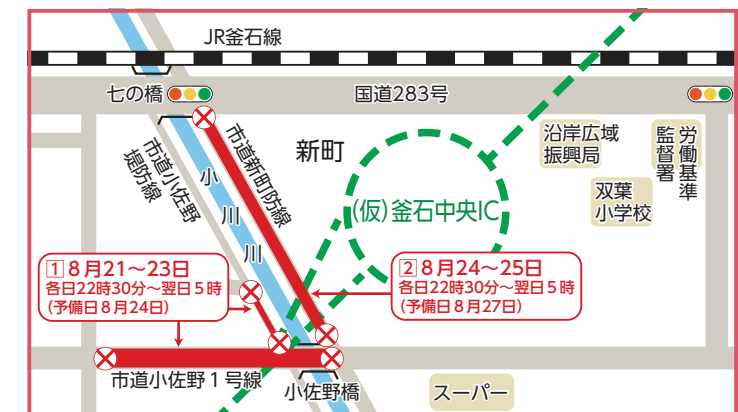 JR釜石線
七の橋
国道283号
市道小佐野
堤防線
市道新町防線
小川川
新町
沿岸広域
振興局
労働基準
監督署
双葉
小学校
(仮)釜石中央IC
1 8月21〜23日
各日22時30分〜翌日5時
(予備日8月24日)
2 8月24〜25日
各日22時30分〜翌日5時
(予備日8月27日)
市道小佐野1号線
小佐野橋
スーパー